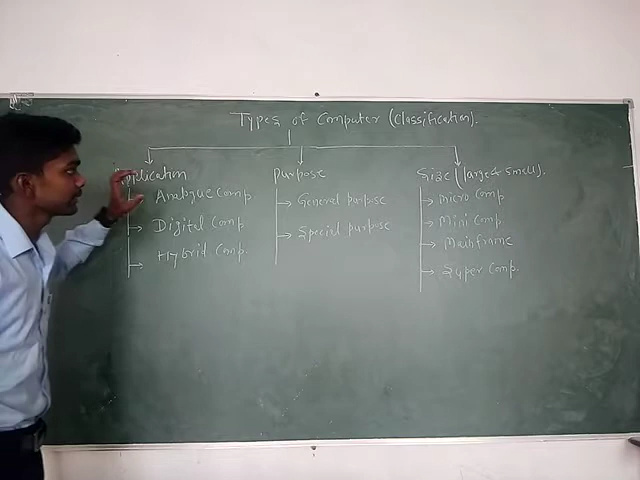 Types of Computer (Classification).
Application
Analogue Comp
Digital Comp
Hybrid Comp.
Purpose
General purpose
Special purpose
Size (large & small).
Micro Comp
Mini Comp.
Mainframe
Super Comp.